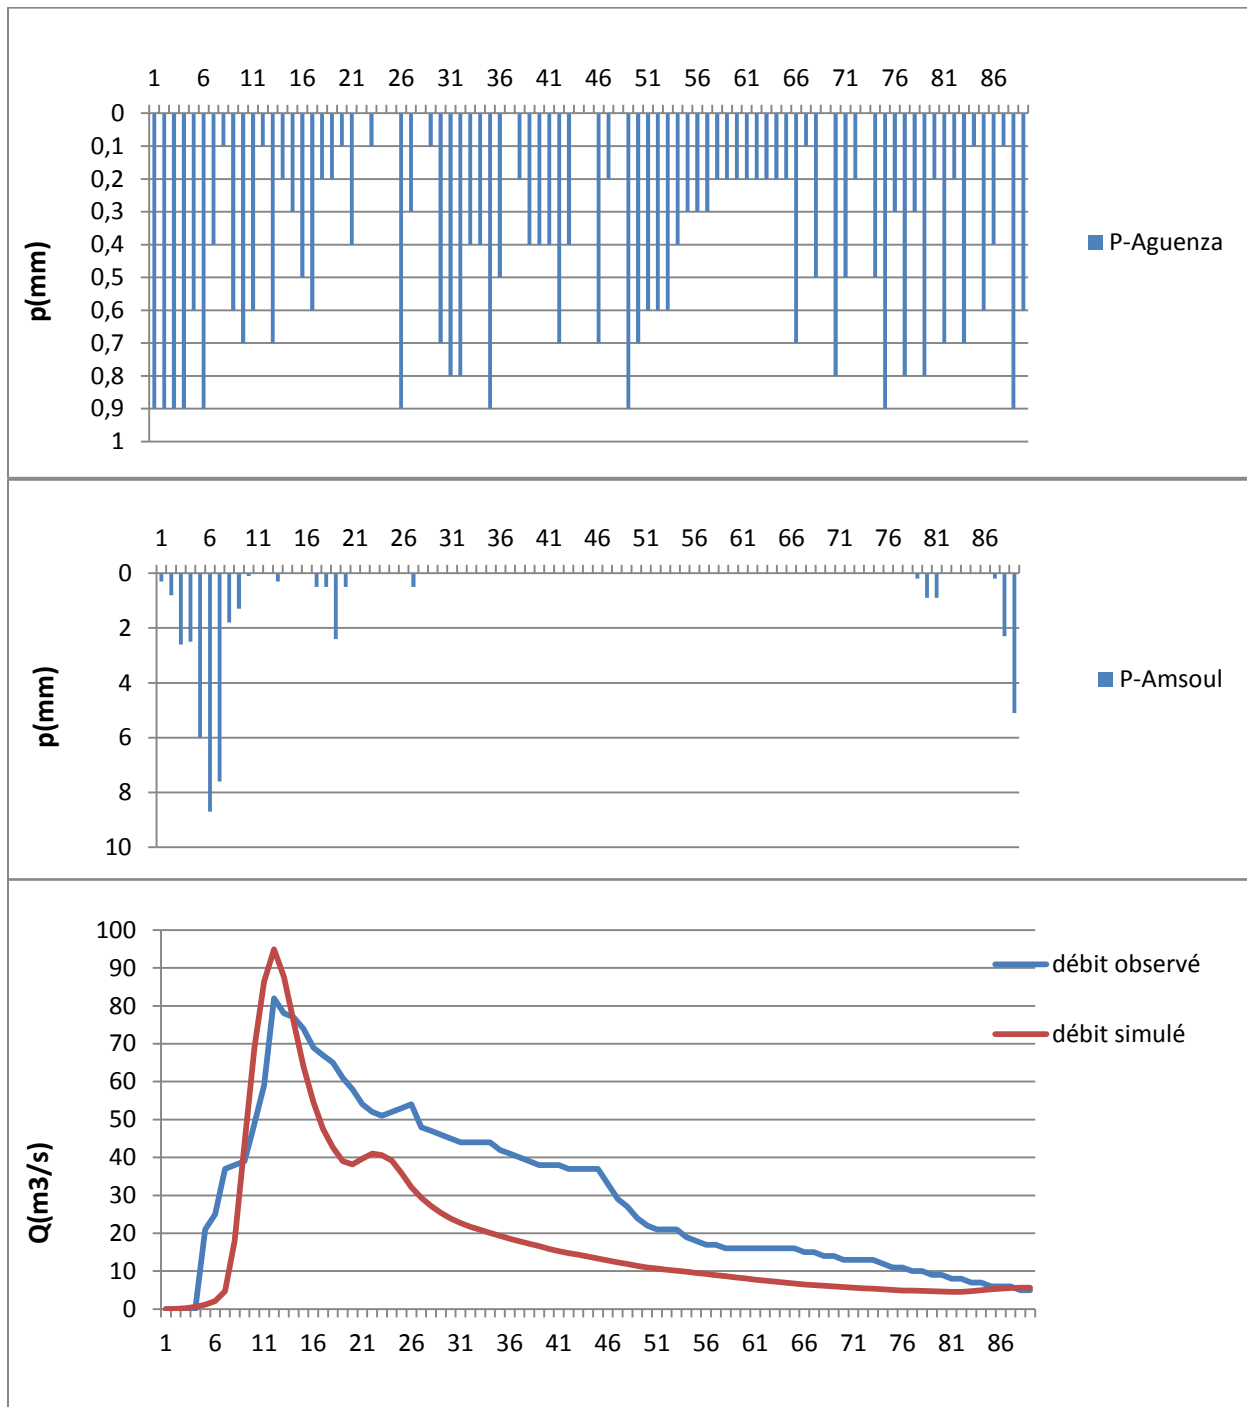 1 6 11 16 21 26 31 36 41 46 51 56 61 66 71 76 81 86
0
0,1
0,2
0,3
0,4
0,5
0,6
0,7
0,8
0,9
1
p(mm)
P-Aguenza
1 6 11 16 21 26 31 36 41 46 51 56 61 66 71 76 81 86
0
2
4
6
8
10
p(mm)
P-Amsoul
100
90
80
70
60
50
40
30
20
10
0
Q(m3/s)
débit observé
débit simulé
1 6 11 16 21 26 31 36 41 46 51 56 61 66 71 76 81 86